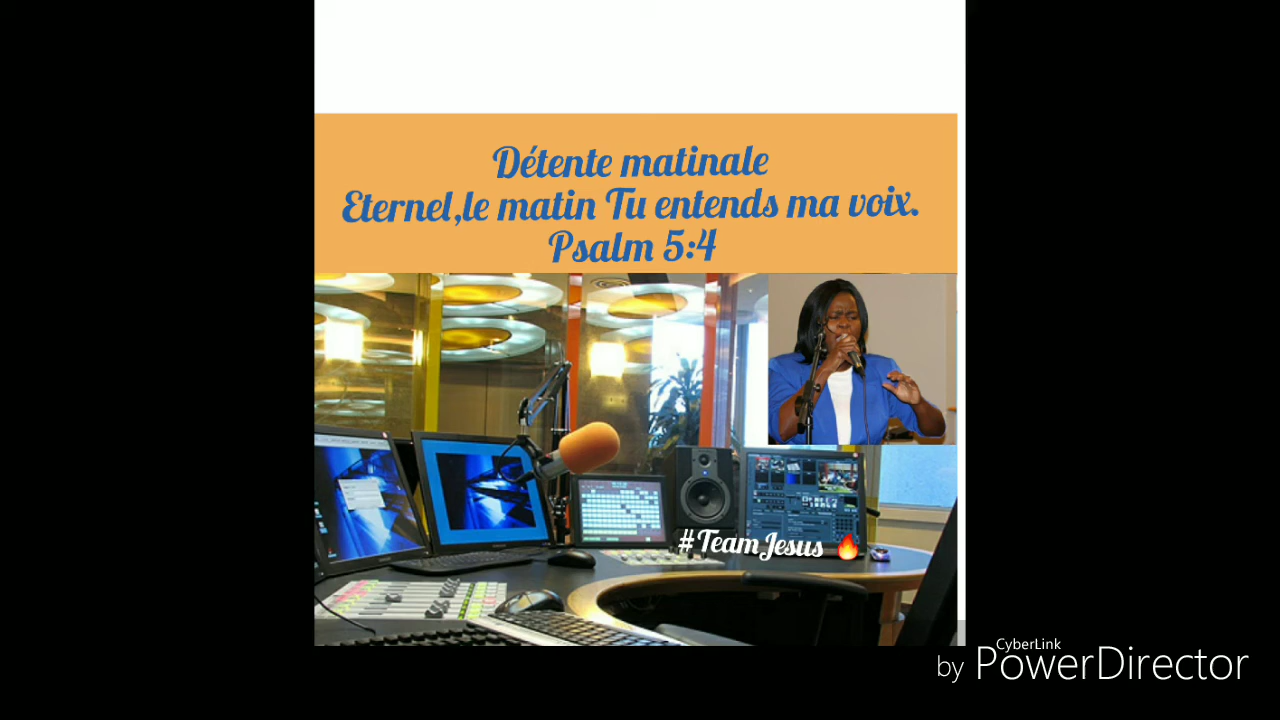 Détente matinale
Eternel,le matin Tu entends ma voix.
Psalm 5:4
#TeamJesus 🔥
CyberLink
by PowerDirector